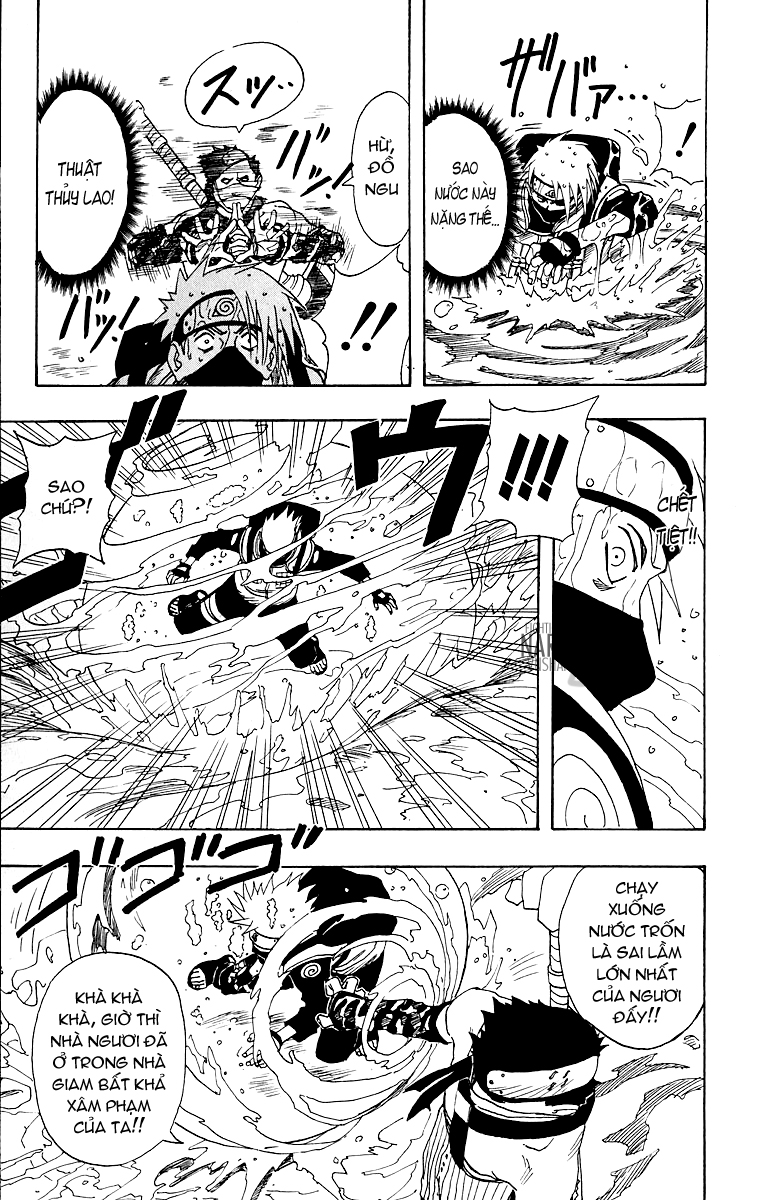 ザバァ…
!
SAO
NƯỚC NÀY
NẶNG THẾ...
スッ…
HỪ,
ĐỒ
NGU
バッ!
THUẬT
THỦY LAO!
バッ!
!!
!!!
CHẾT
TIỆT!!
SAO
CHỨ?!
ゴゴゴ
CHẠY
XUỐNG
NƯỚC TRỐN
LÀ SAI LẦM
LỚN NHẤT
CỦA NGƯƠI
ĐẤY!!
KHÀ KHÀ
KHÀ, GIỜ THÌ
NHÀ NGƯƠI ĐÃ
Ở TRONG NHÀ
GIAM BẤT KHẢ
XÂM PHẠM
CỦA TA!!